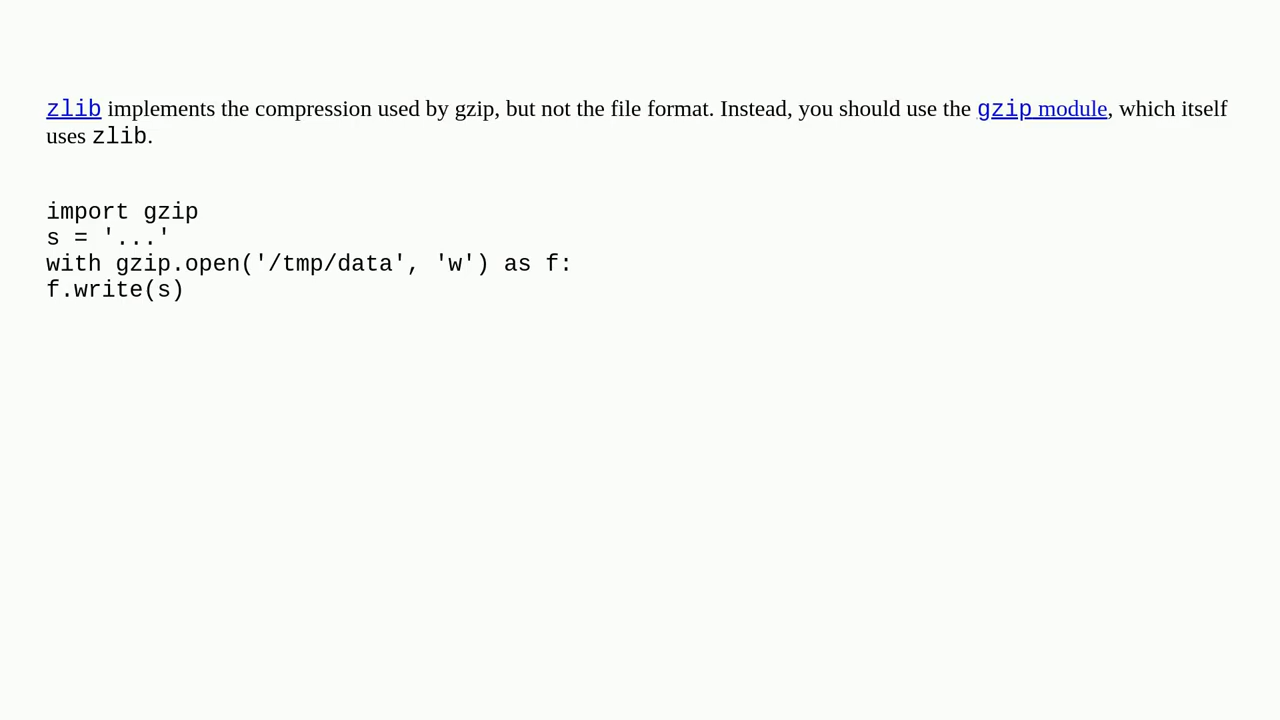 zlib implements the compression used by gzip, but not the file format. Instead, you should use the gzip module, which itself
uses zlib.
import gzip
s = '...'
with gzip.open('/tmp/data', 'w') as f:
f.write(s)